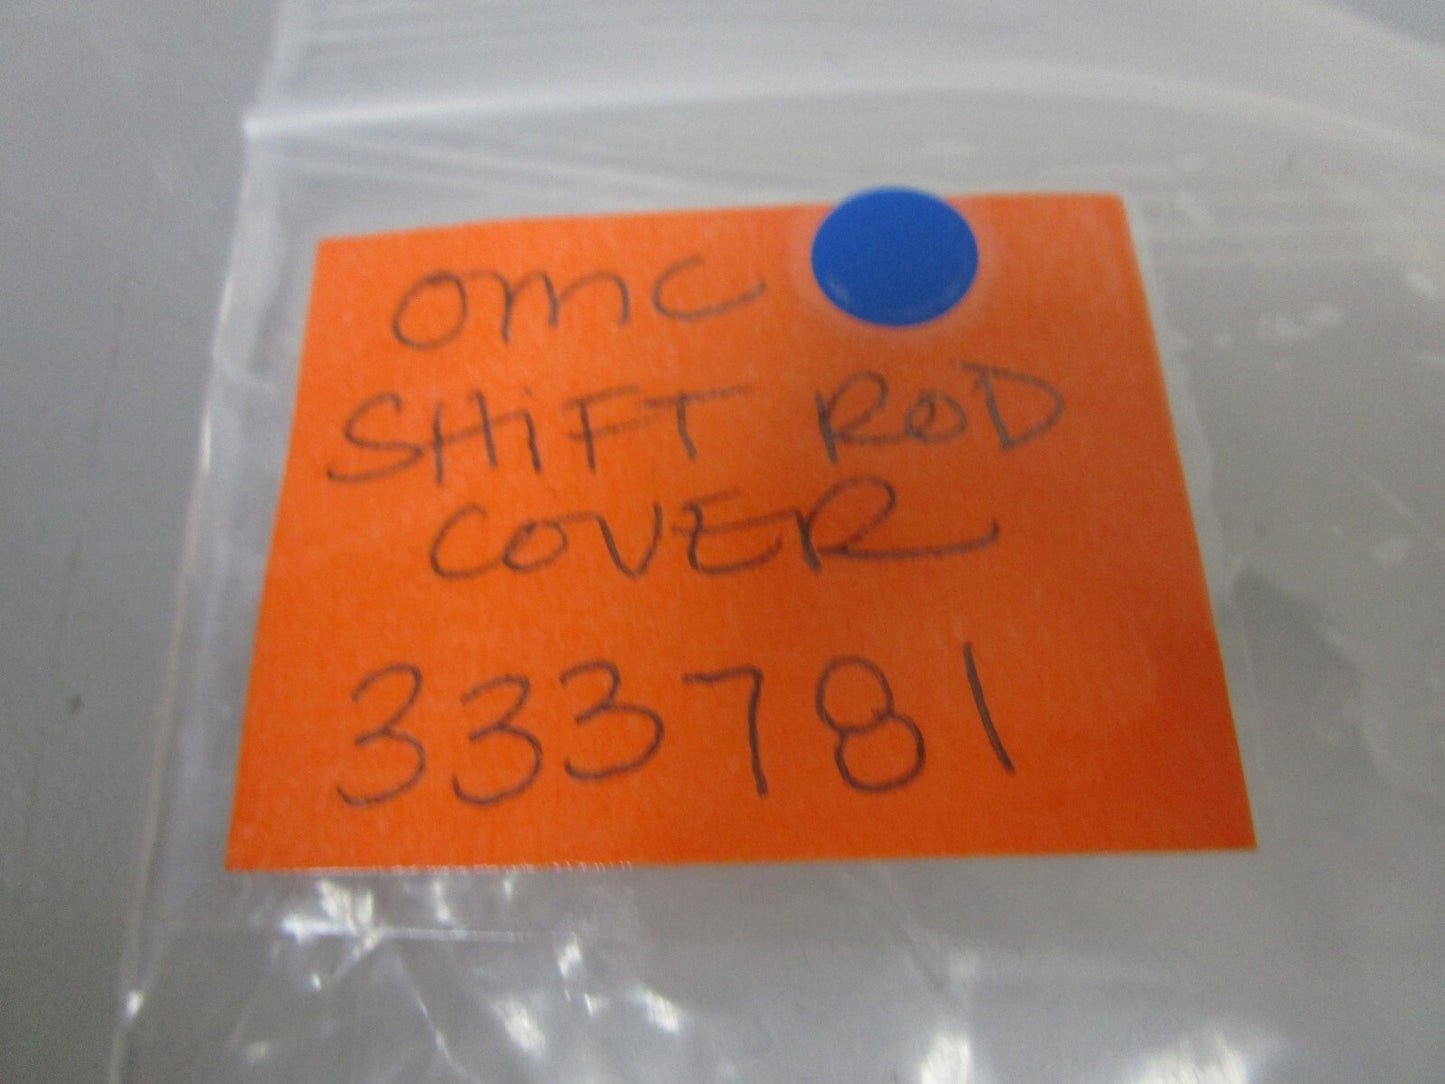 OMC
SHiFT ROD
COVER
333781